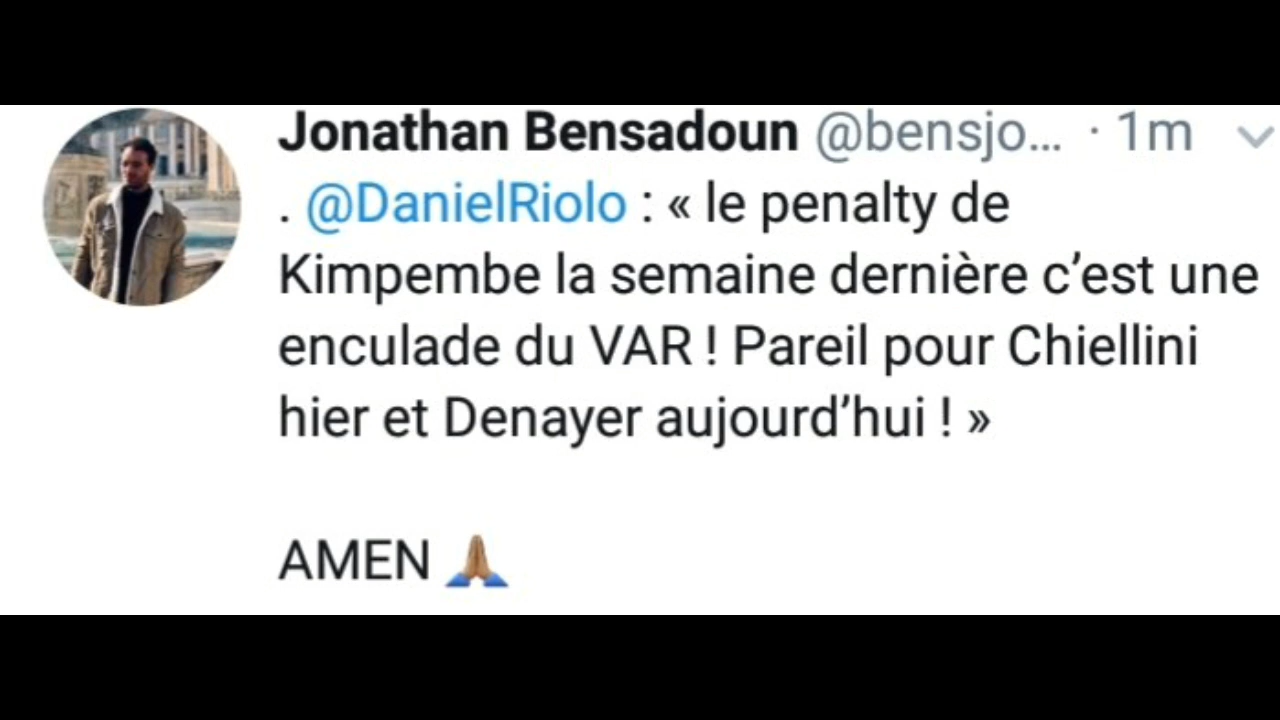 Jonathan Bensadoun @bensjo... · 1m
. @DanielRiolo : « le penalty de
Kimpembe la semaine dernière c’est une
enculade du VAR ! Pareil pour Chiellini
hier et Denayer aujourd’hui ! »
AMEN 🙏🏽